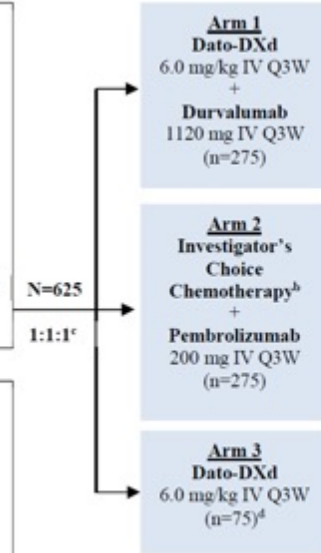 N=625
1:1:1ᶜ
Arm 1
Dato-DXd
6.0 mg/kg IV Q3W
+
Durvalumab
1120 mg IV Q3W
(n=275)
Arm 2
Investigator's
Choice
Chemotherapyᵇ
+
Pembrolizumab
200 mg IV Q3W
(n=275)
Arm 3
Dato-DXd
6.0 mg/kg IV Q3W
(n=75)ᵈ